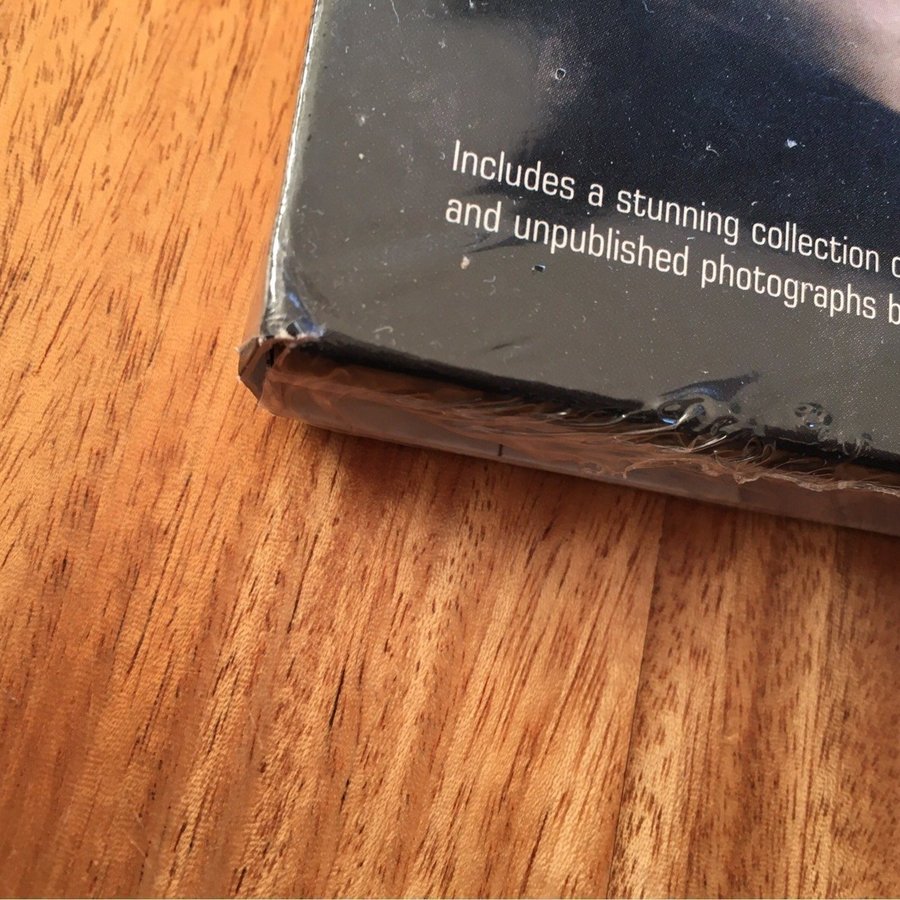 Includes a stunning collection
and unpublished photographs